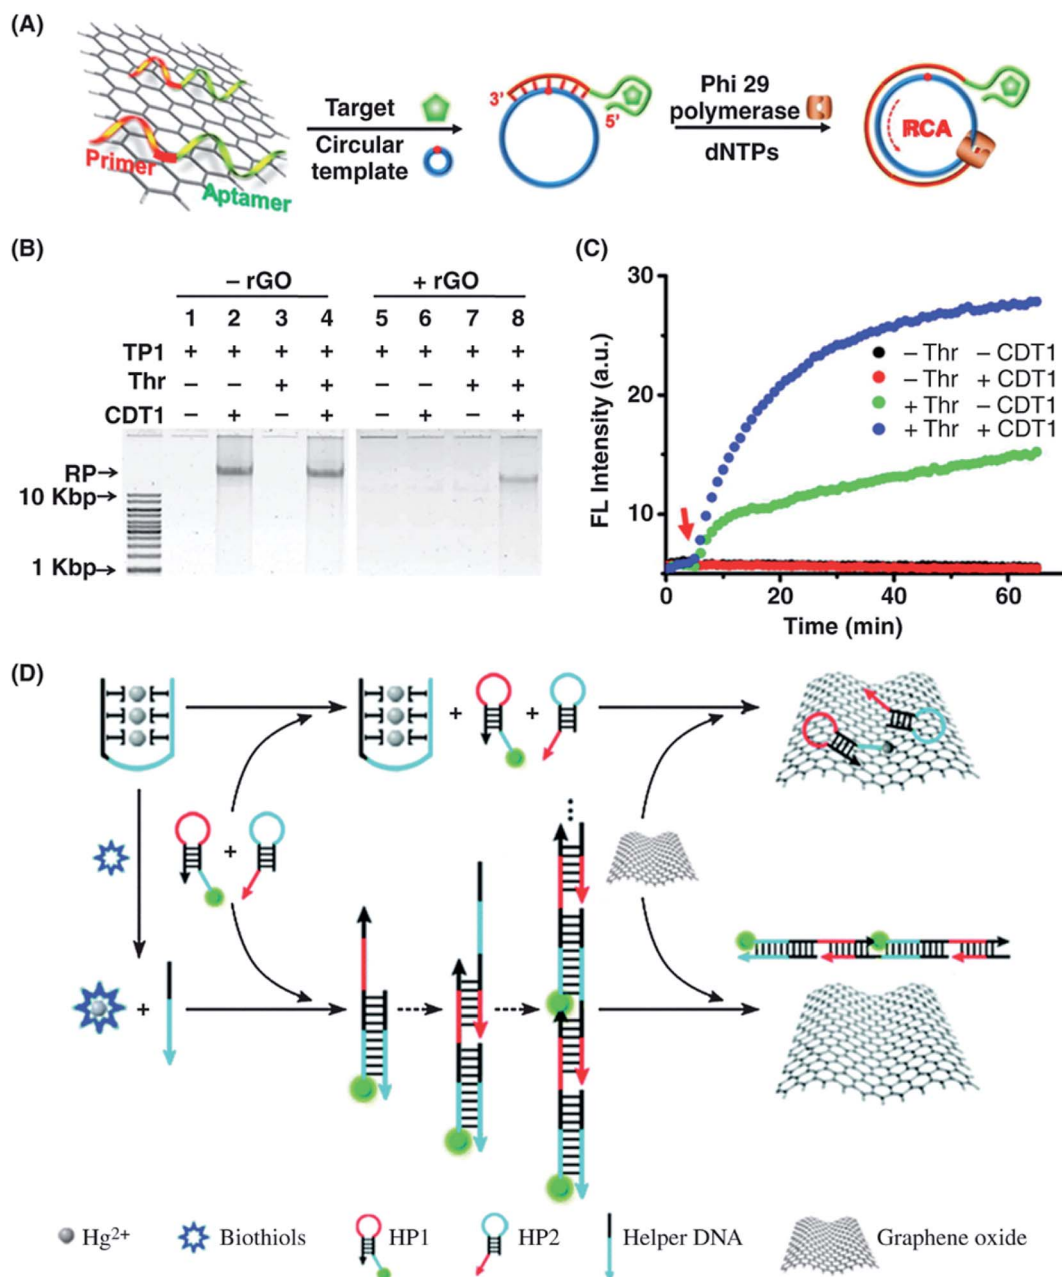 (A)
Primer
Aptamer
Target
Circular
template
3'
5'
Phi 29
polymerase
dNTPs
RCA
(B)
– rGO
+ rGO
1 2 3 4 5 6 7 8
TP1 + + + + + + + +
Thr – – + + – – + +
CDT1 – + – + – + – +
RP→
10 Kbp→
1 Kbp→
(C)
FL Intensity (a.u.)
30
20
10
– Thr – CDT1
– Thr + CDT1
+ Thr – CDT1
+ Thr + CDT1
0 20 40 60
Time (min)
(D)
+ +
+
+
Hg²⁺ Biothiols HP1 HP2 Helper DNA Graphene oxide